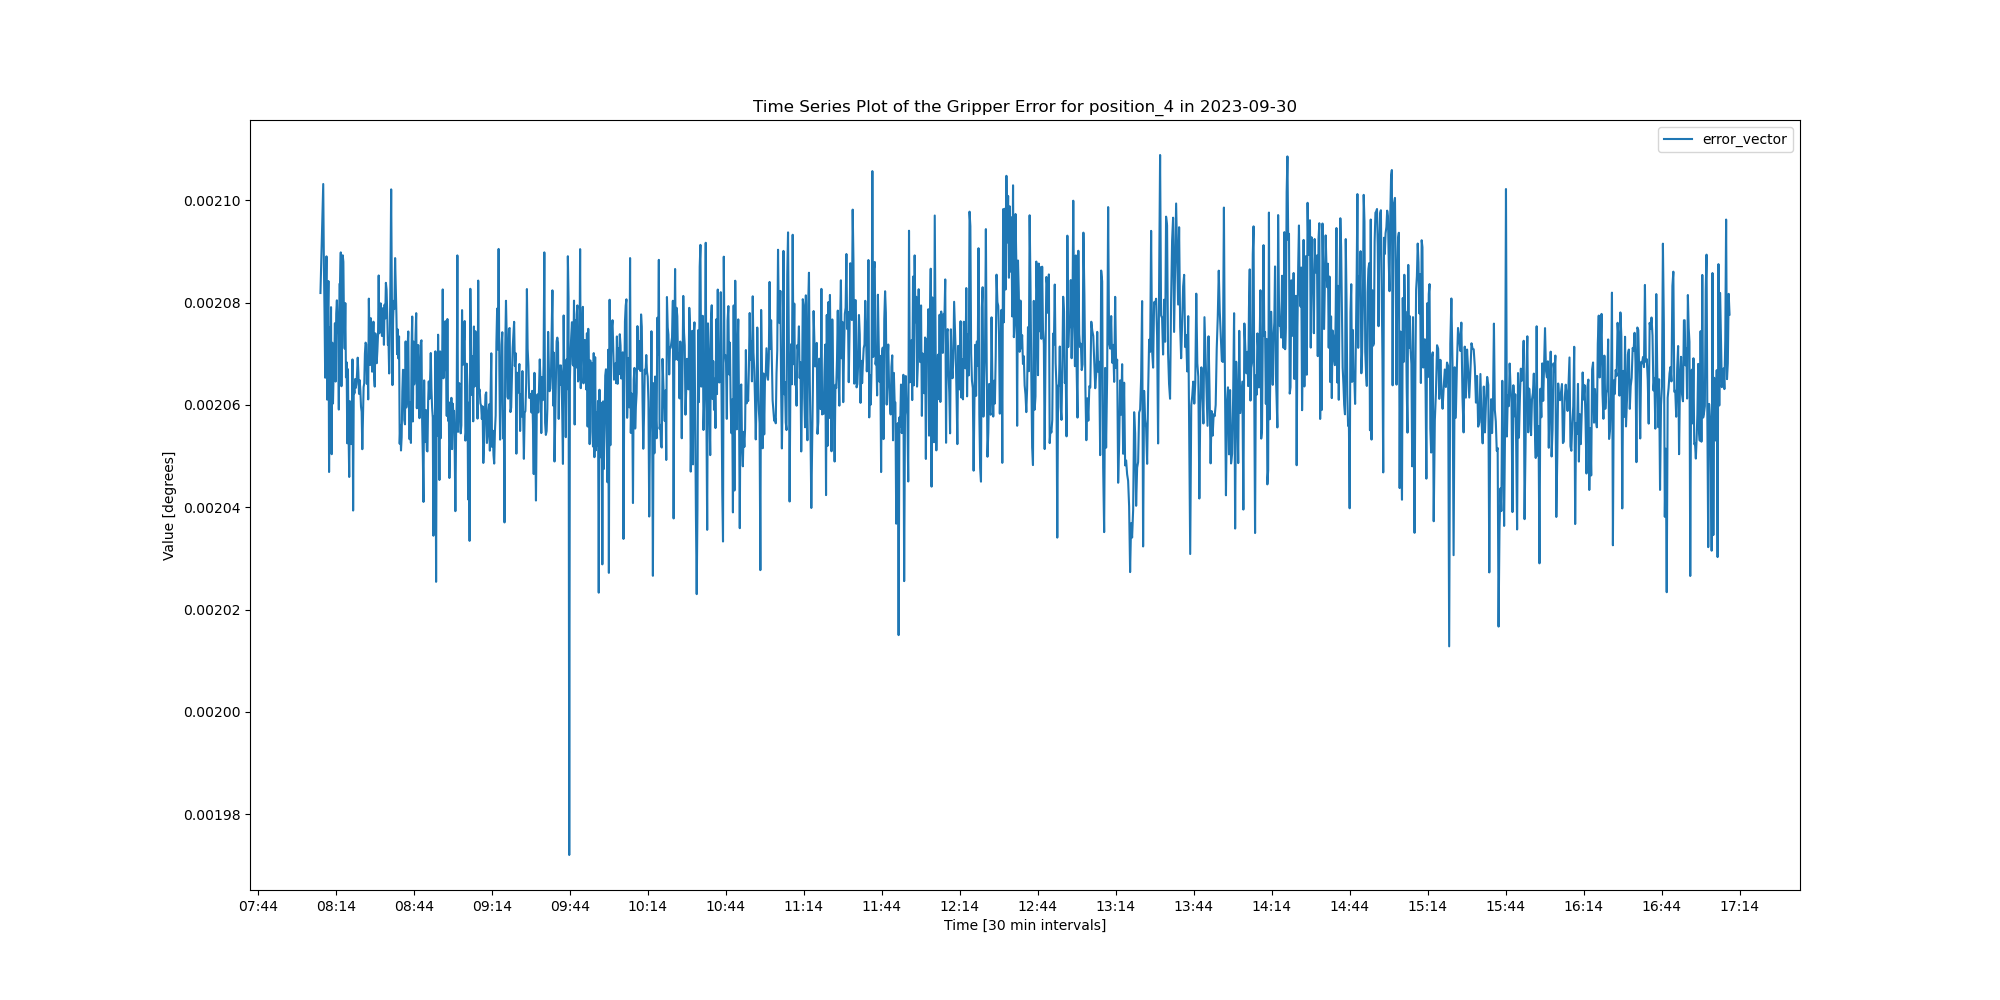 Time Series Plot of the Gripper Error for position_4 in 2023-09-30
error_vector
0.00210
0.00208
0.00206
0.00204
0.00202
0.00200
0.00198
Value [degrees]
07:44 08:14 08:44 09:14 09:44 10:14 10:44 11:14 11:44 12:14 12:44 13:14 13:44 14:14 14:44 15:14 15:44 16:14 16:44 17:14
Time [30 min intervals]